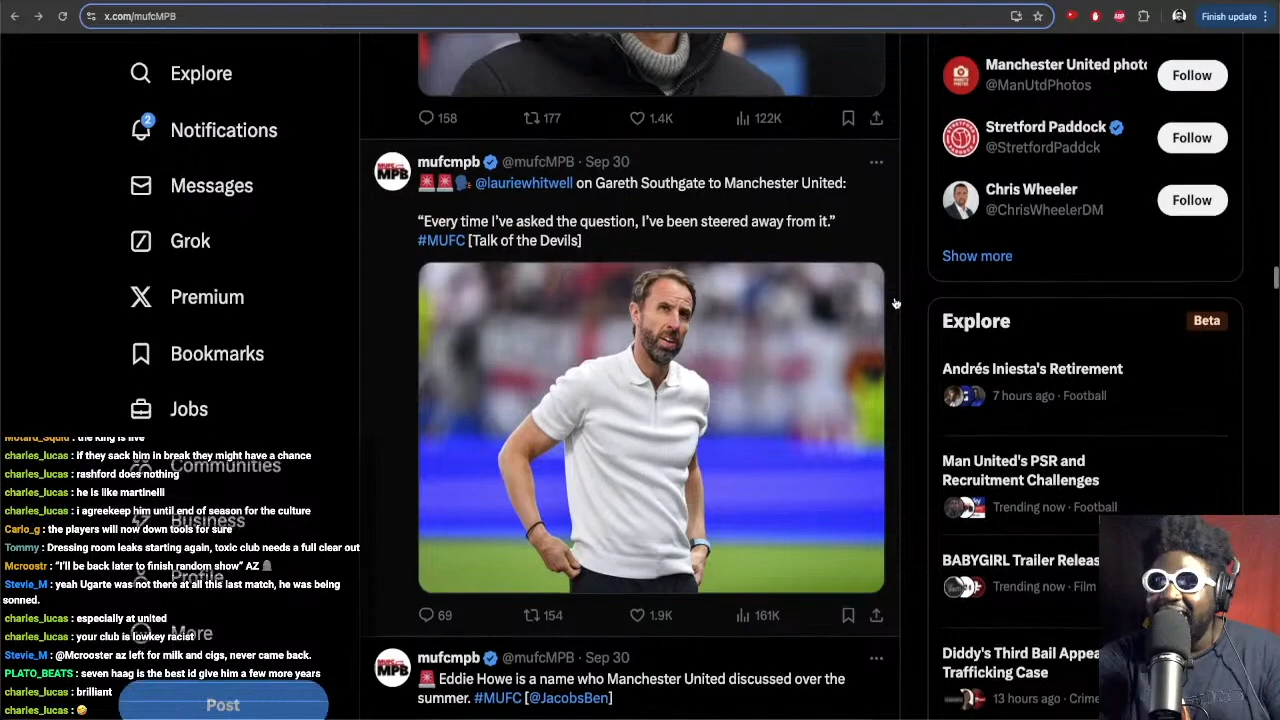 x.com/mufcMPB
Finish update
Explore
2
Notifications
Messages
Grok
Premium
Bookmarks
Jobs
Communities
Business
Profile
More
Post
Motard_Squid : the king is live
charles_lucas : if they sack him in break they might have a chance
charles_lucas : rashford does nothing
charles_lucas : he is like martinelli
charles_lucas : i agreekeep him until end of season for the culture
Carlo_g : the players will now down tools for sure
Tommy : Dressing room leaks starting again, toxic club needs a full clear out
Mcroostr : “I’ll be back later to finish random show” AZ
Stevie_M : yeah Ugarte was not there at all this last match, he was being
sonned.
charles_lucas : especially at united
charles_lucas : your club is lowkey racist
Stevie_M : @Mcrooster az left for milk and cigs, never came back.
PLATO_BEATS : seven haag is the best id give him a few more years
charles_lucas : brilliant
charles_lucas : 🤣
158 177 1.4K 122K
mufcmpb @mufcMPB · Sep 30
🚨🚨🗣️ @lauriewhitwell on Gareth Southgate to Manchester United:
“Every time I’ve asked the question, I’ve been steered away from it.”
#MUFC [Talk of the Devils]
69 154 1.9K 161K
mufcmpb @mufcMPB · Sep 30
🚨 Eddie Howe is a name who Manchester United discussed over the
summer. #MUFC [@JacobsBen]
Manchester United phot
@ManUtdPhotos
Follow
Stretford Paddock
@StretfordPaddck
Follow
Chris Wheeler
@ChrisWheelerDM
Follow
Show more
Explore
Beta
Andrés Iniesta's Retirement
7 hours ago · Football
Man United's PSR and
Recruitment Challenges
Trending now · Football
BABYGIRL Trailer Releas
Trending now · Film
Diddy's Third Bail Appea
Trafficking Case
13 hours ago · Crime